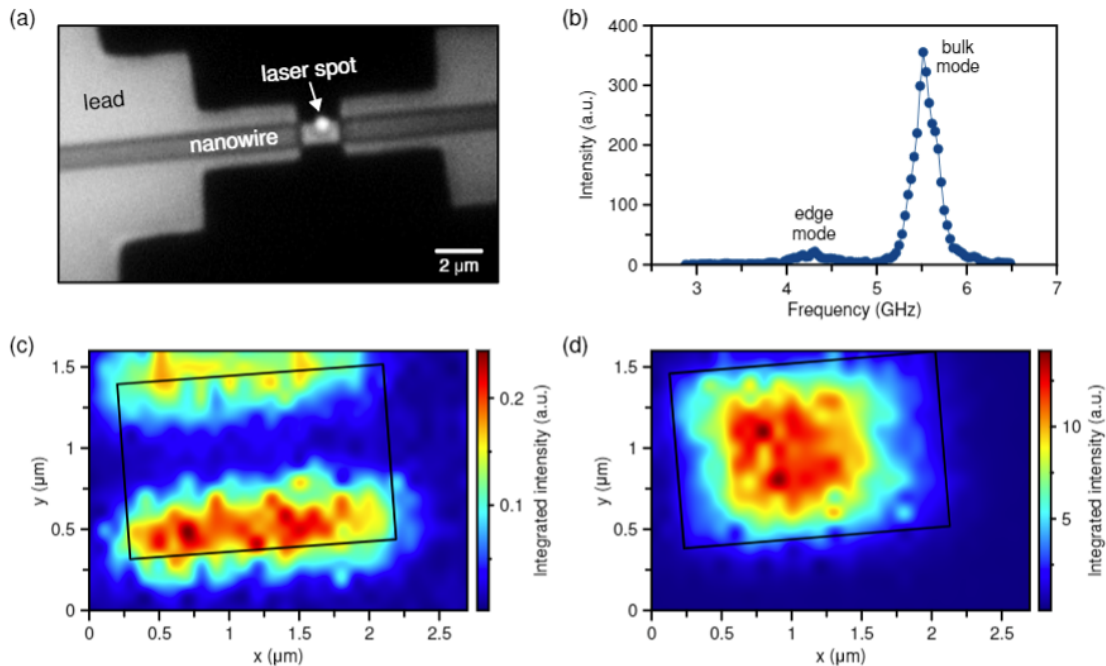 (a)
lead
laser spot
nanowire
2 μm
(b)
400
300
200
100
0
Intensity (a.u.)
bulk
mode
edge
mode
3
4
5
6
7
Frequency (GHz)
(c)
1.5
1
0.5
0
y (μm)
0
0.5
1
1.5
2
2.5
x (μm)
0.2
0.1
Integrated intensity (a.u.)
(d)
1.5
1
0.5
0
y (μm)
0
0.5
1
1.5
2
2.5
x (μm)
10
5
Integrated intensity (a.u.)